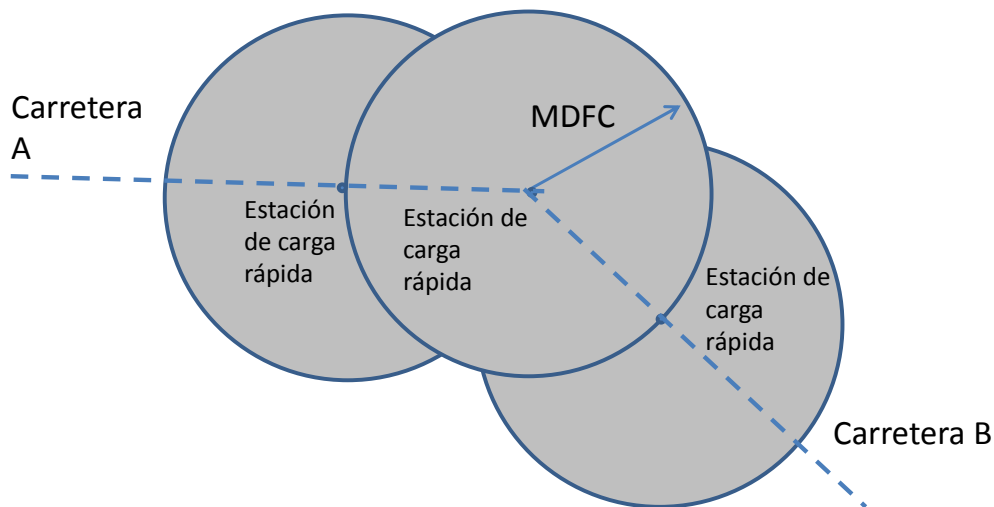 Carretera
A
MDFC
Estación
de carga
rápida
Estación de
carga
rápida
Estación de
carga
rápida
Carretera B